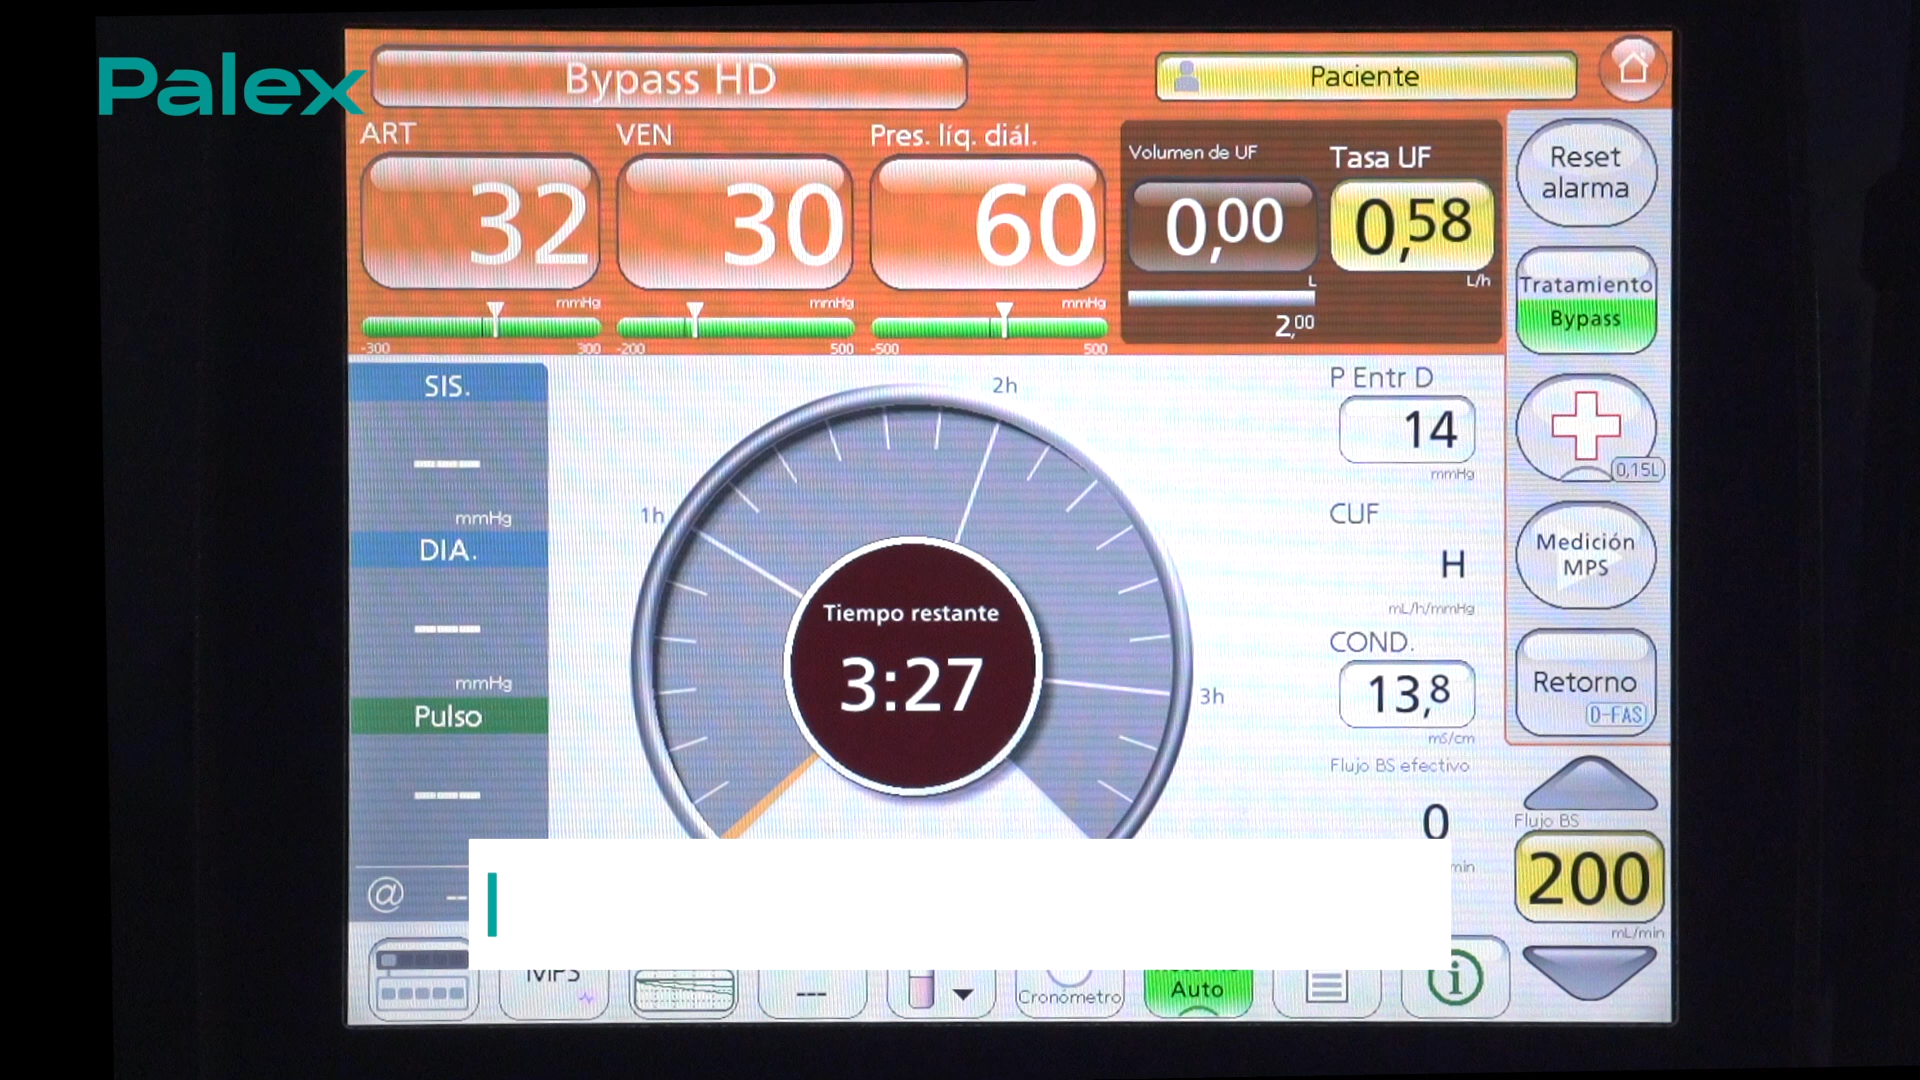 Palex
Bypass HD
Paciente
ART
VEN
Pres. líq. diál.
Volumen de UF
Tasa UF
Reset
alarma
32
30
60
0,00
0,58
mmHg
mmHg
mmHg
L
L/h
2,00
-300
300
-200
500
-500
500
Tratamiento
Bypass
SIS.
---
mmHg
DIA.
---
mmHg
Pulso
---
@
--
1h
2h
3h
Tiempo restante
3:27
P Entr D
14
mmHg
CUF
H
mL/h/mmHg
COND.
13,8
mS/cm
Flujo BS efectivo
0
min
0,15L
Medición
MPS
Retorno
D-FAS
Flujo BS
200
mL/min
MPS
---
Cronómetro
Auto
i